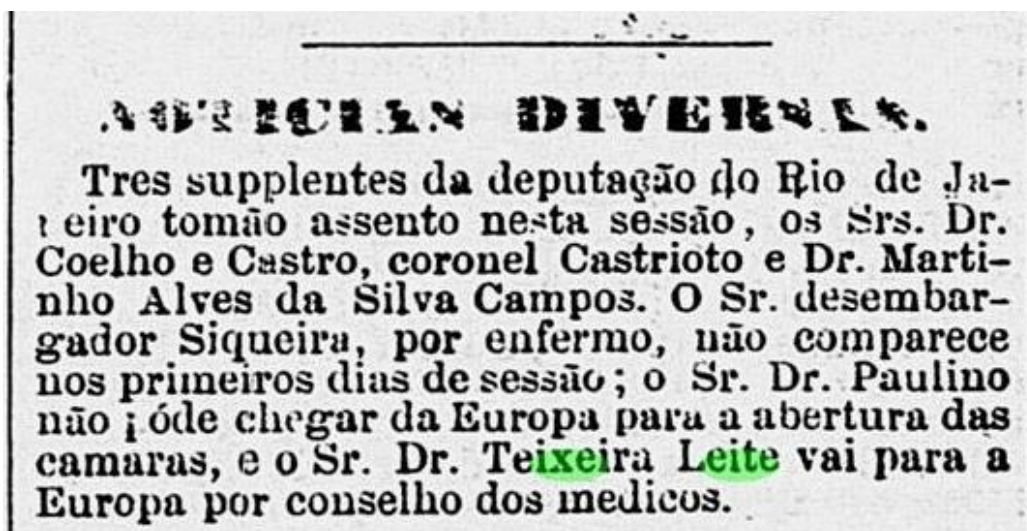 NOTICIAS DIVERSAS.
Tres supplentes da deputação do Rio de Ja-
neiro tomão assento nesta sessão, os Srs. Dr.
Coelho e Castro, coronel Castrioto e Dr. Marti-
nho Alves da Silva Campos. O Sr. desembar-
gador Siqueira, por enfermo, não comparece
nos primeiros dias de sessão; o Sr. Dr. Paulino
não póde chegar da Europa para a abertura das
camaras, e o Sr. Dr. Teixeira Leite vai para a
Europa por conselho dos medicos.